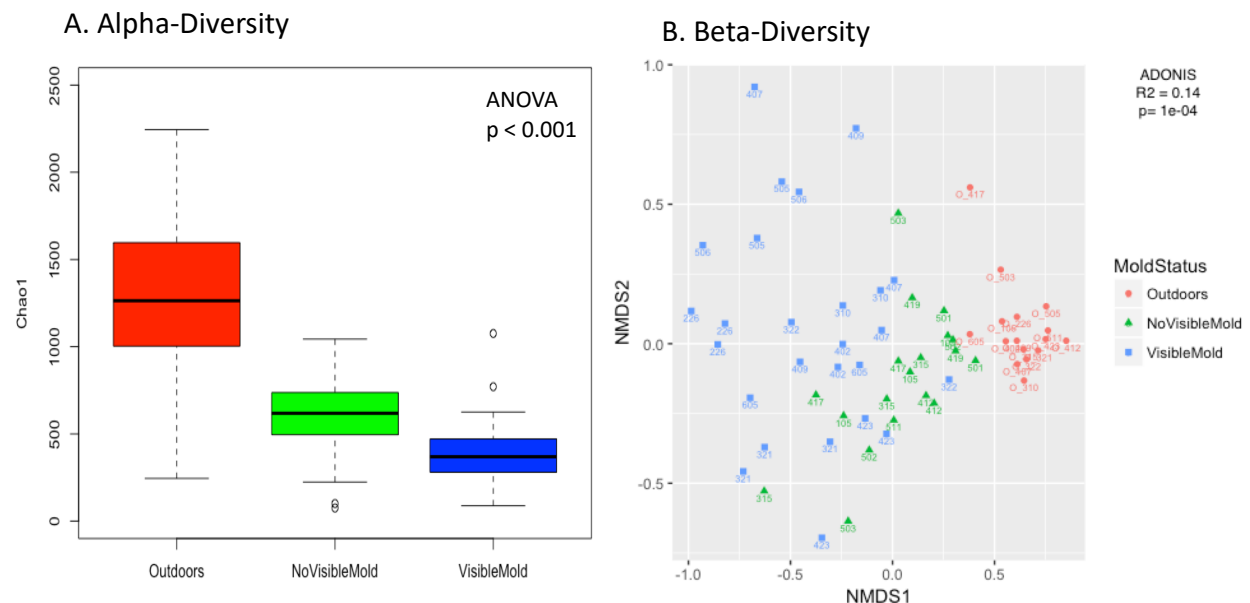 A. Alpha-Diversity
ANOVA
p < 0.001
Chao1
2500
2000
1500
1000
500
0
Outdoors
NoVisibleMold
VisibleMold
B. Beta-Diversity
ADONIS
R2 = 0.14
p= 1e-04
NMDS2
1.0
0.5
0.0
-0.5
407
409
505
506
O_417
503
505
506
O_503
407
310
419
501
O_505
226
226
322
310
407
O_226
O_605
O_412
226
402
419
409
402
605
417
315
105
501
322
O_310
605
417
315
412
105
423
511
423
321
502
321
321
315
503
423
-1.0
-0.5
0.0
0.5
NMDS1
MoldStatus
Outdoors
NoVisibleMold
VisibleMold